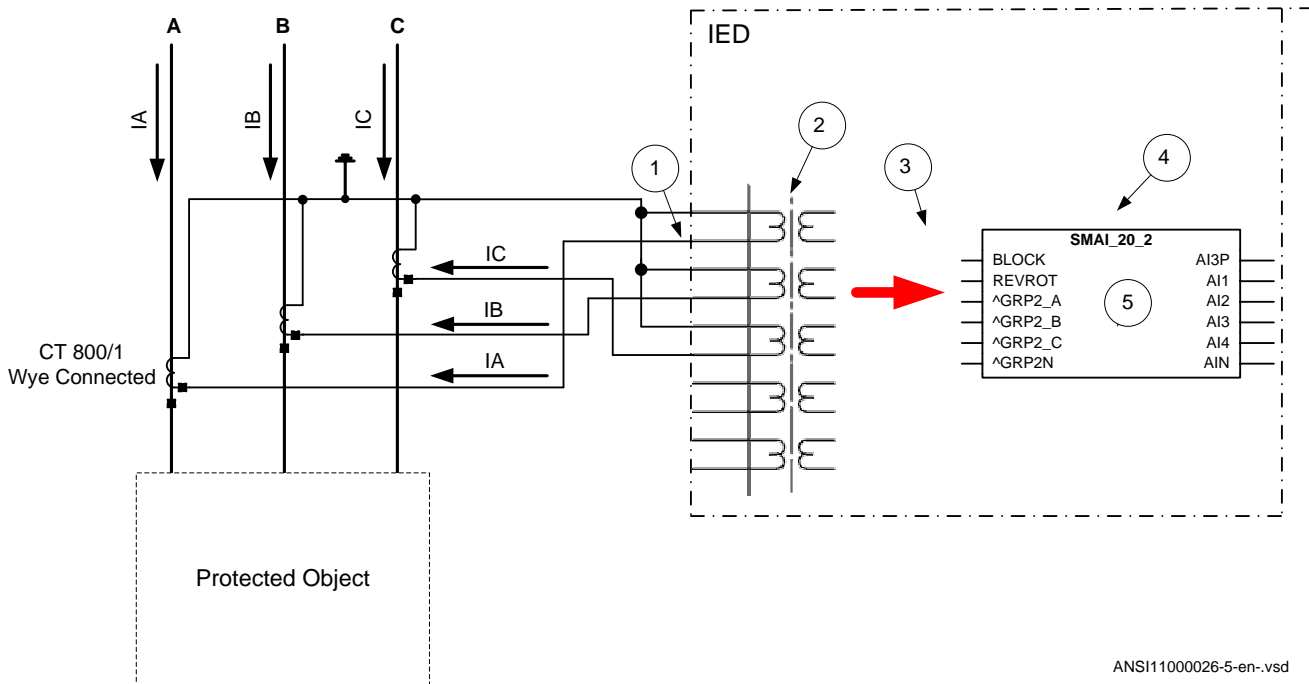 A
B
C
IED
IA
IB
IC
1
2
3
4
SMAI_20_2
BLOCK
REVROT
^GRP2_A
^GRP2_B
^GRP2_C
^GRP2N
AI3P
AI1
AI2
AI3
AI4
AIN
5
IC
IB
IA
CT 800/1
Wye Connected
Protected Object
ANSI11000026-5-en-.vsd